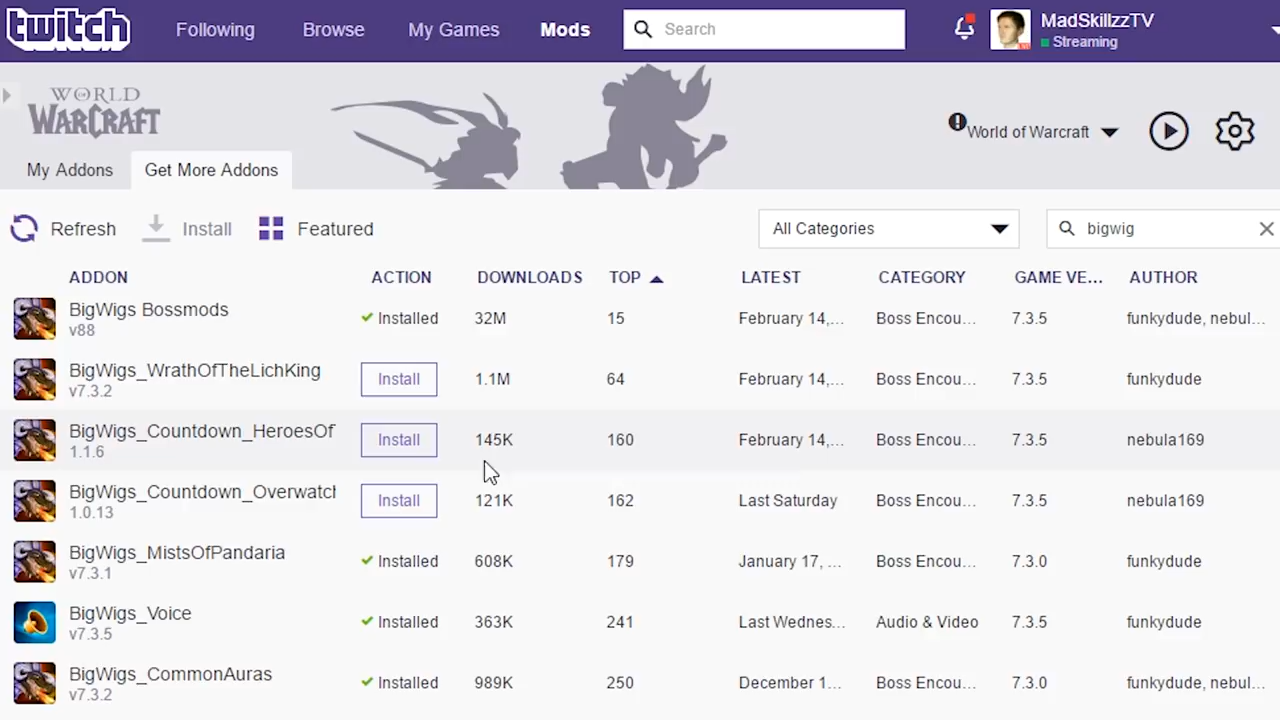 twitch Following Browse My Games Mods Search MadSkillzzTV
Streaming
WORLD
WARCRAFT
World of Warcraft
My Addons Get More Addons
Refresh Install Featured All Categories bigwig
ADDON ACTION DOWNLOADS TOP LATEST CATEGORY GAME VE... AUTHOR
BigWigs Bossmods Installed 32M 15 February 14,... Boss Encou... 7.3.5 funkydude, nebul...
v88
BigWigs_WrathOfTheLichKing Install 1.1M 64 February 14,... Boss Encou... 7.3.5 funkydude
v7.3.2
BigWigs_Countdown_HeroesOf Install 145K 160 February 14,... Boss Encou... 7.3.5 nebula169
1.1.6
BigWigs_Countdown_Overwatch Install 121K 162 Last Saturday Boss Encou... 7.3.5 nebula169
1.0.13
BigWigs_MistsOfPandaria Installed 608K 179 January 17, ... Boss Encou... 7.3.0 funkydude
v7.3.1
BigWigs_Voice Installed 363K 241 Last Wednes... Audio & Video 7.3.5 funkydude
v7.3.5
BigWigs_CommonAuras Installed 989K 250 December 1... Boss Encou... 7.3.0 funkydude, nebul...
v7.3.2